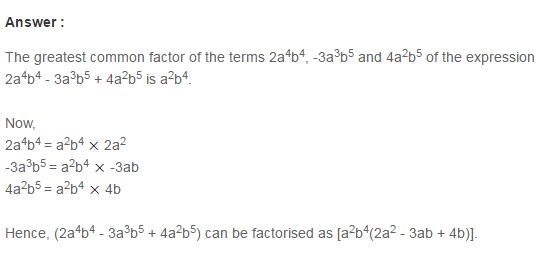 Answer :
The greatest common factor of the terms 2a⁴b⁴, -3a³b⁵ and 4a²b⁵ of the expression
2a⁴b⁴ - 3a³b⁵ + 4a²b⁵ is a²b⁴.
Now,
2a⁴b⁴ = a²b⁴ × 2a²
-3a³b⁵ = a²b⁴ × -3ab
4a²b⁵ = a²b⁴ × 4b
Hence, (2a⁴b⁴ - 3a³b⁵ + 4a²b⁵) can be factorised as [a²b⁴(2a² - 3ab + 4b)].